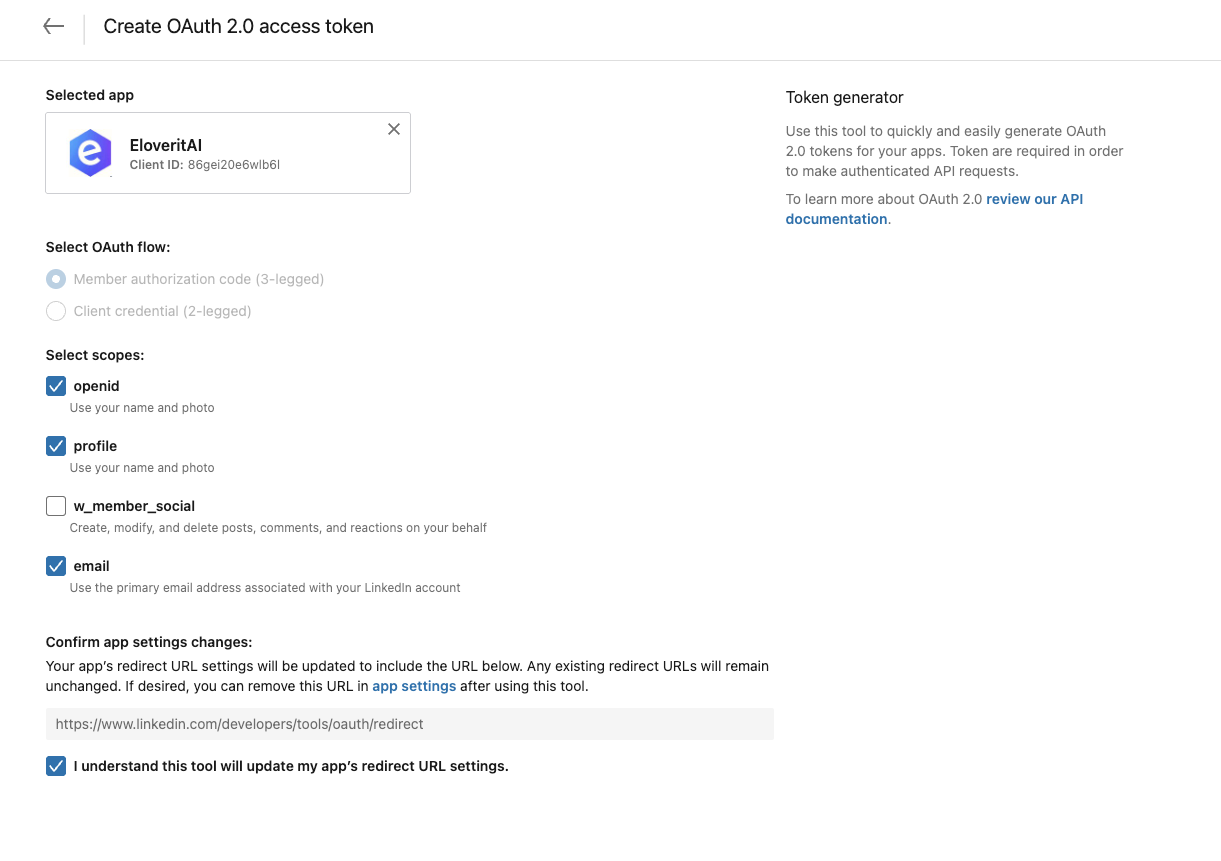 Create OAuth 2.0 access token
Selected app
EloveritAI
Client ID: 86gei20e6wlb6l
Select OAuth flow:
Member authorization code (3-legged)
Client credential (2-legged)
Select scopes:
openid
Use your name and photo
profile
Use your name and photo
w_member_social
Create, modify, and delete posts, comments, and reactions on your behalf
email
Use the primary email address associated with your LinkedIn account
Confirm app settings changes:
Your app’s redirect URL settings will be updated to include the URL below. Any existing redirect URLs will remain
unchanged. If desired, you can remove this URL in app settings after using this tool.
https://www.linkedin.com/developers/tools/oauth/redirect
I understand this tool will update my app’s redirect URL settings.
Token generator
Use this tool to quickly and easily generate OAuth
2.0 tokens for your apps. Token are required in order
to make authenticated API requests.
To learn more about OAuth 2.0 review our API
documentation.